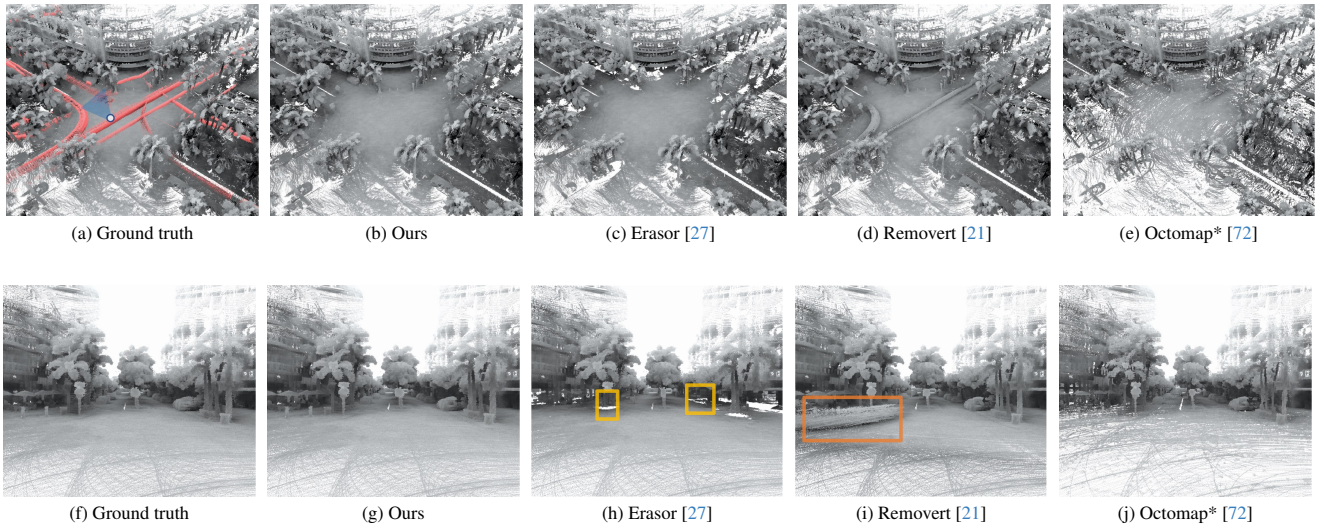 (a) Ground truth
(b) Ours
(c) Erasor [27]
(d) Removert [21]
(e) Octomap* [72]
(f) Ground truth
(g) Ours
(h) Erasor [27]
(i) Removert [21]
(j) Octomap* [72]